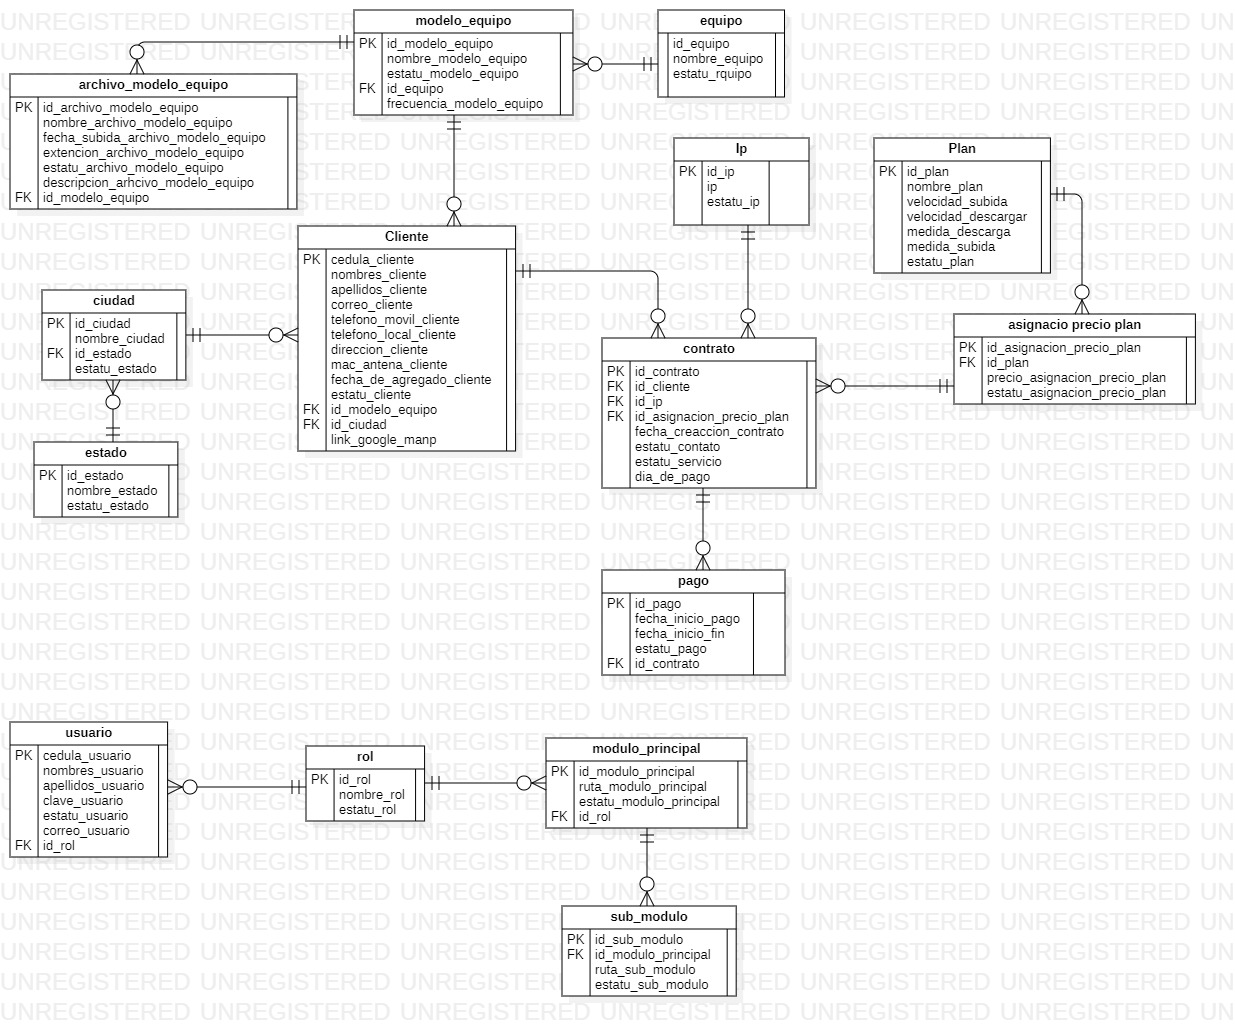 modelo_equipo
PK id_modelo_equipo
nombre_modelo_equipo
estatu_modelo_equipo
FK id_equipo
frecuencia_modelo_equipo
equipo
id_equipo
nombre_equipo
estatu_rquipo
archivo_modelo_equipo
PK id_archivo_modelo_equipo
nombre_archivo_modelo_equipo
fecha_subida_archivo_modelo_equipo
extencion_archivo_modelo_equipo
estatu_archivo_modelo_equipo
descripcion_arhcivo_modelo_equipo
FK id_modelo_equipo
Ip
PK id_ip
ip
estatu_ip
Plan
PK id_plan
nombre_plan
velocidad_subida
velocidad_descargar
medida_descarga
medida_subida
estatu_plan
Cliente
PK cedula_cliente
nombres_cliente
apellidos_cliente
correo_cliente
telefono_movil_cliente
telefono_local_cliente
direccion_cliente
mac_antena_cliente
fecha_de_agregado_cliente
estatu_cliente
FK id_modelo_equipo
FK id_ciudad
link_google_manp
ciudad
PK id_ciudad
nombre_ciudad
FK id_estado
estatu_estado
asignacio precio plan
PK id_asignacion_precio_plan
FK id_plan
precio_asignacion_precio_plan
estatu_asignacion_precio_plan
contrato
PK id_contrato
FK id_cliente
FK id_ip
FK id_asignacion_precio_plan
fecha_creaccion_contrato
estatu_contato
estatu_servicio
dia_de_pago
estado
PK id_estado
nombre_estado
estatu_estado
pago
PK id_pago
fecha_inicio_pago
fecha_inicio_fin
estatu_pago
FK id_contrato
usuario
PK cedula_usuario
nombres_usuario
apellidos_usuario
clave_usuario
estatu_usuario
correo_usuario
FK id_rol
rol
PK id_rol
nombre_rol
estatu_rol
modulo_principal
PK id_modulo_principal
ruta_modulo_principal
estatu_modulo_principal
FK id_rol
sub_modulo
PK id_sub_modulo
FK id_modulo_principal
ruta_sub_modulo
estatu_sub_modulo